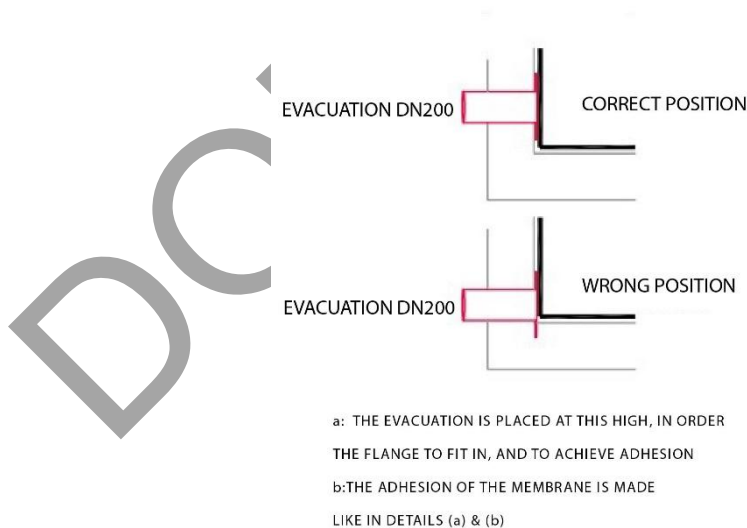 EVACUATION DN200
CORRECT POSITION
EVACUATION DN200
WRONG POSITION
a: THE EVACUATION IS PLACED AT THIS HIGH, IN ORDER
THE FLANGE TO FIT IN, AND TO ACHIEVE ADHESION
b:THE ADHESION OF THE MEMBRANE IS MADE
LIKE IN DETAILS (a) & (b)